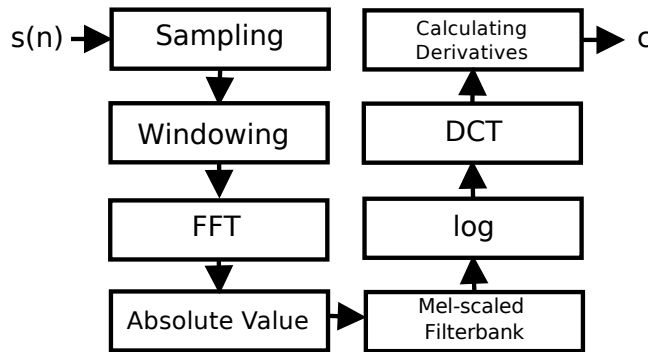 s(n)
Sampling
Windowing
FFT
Absolute Value
Mel-scaled
Filterbank
log
DCT
Calculating
Derivatives